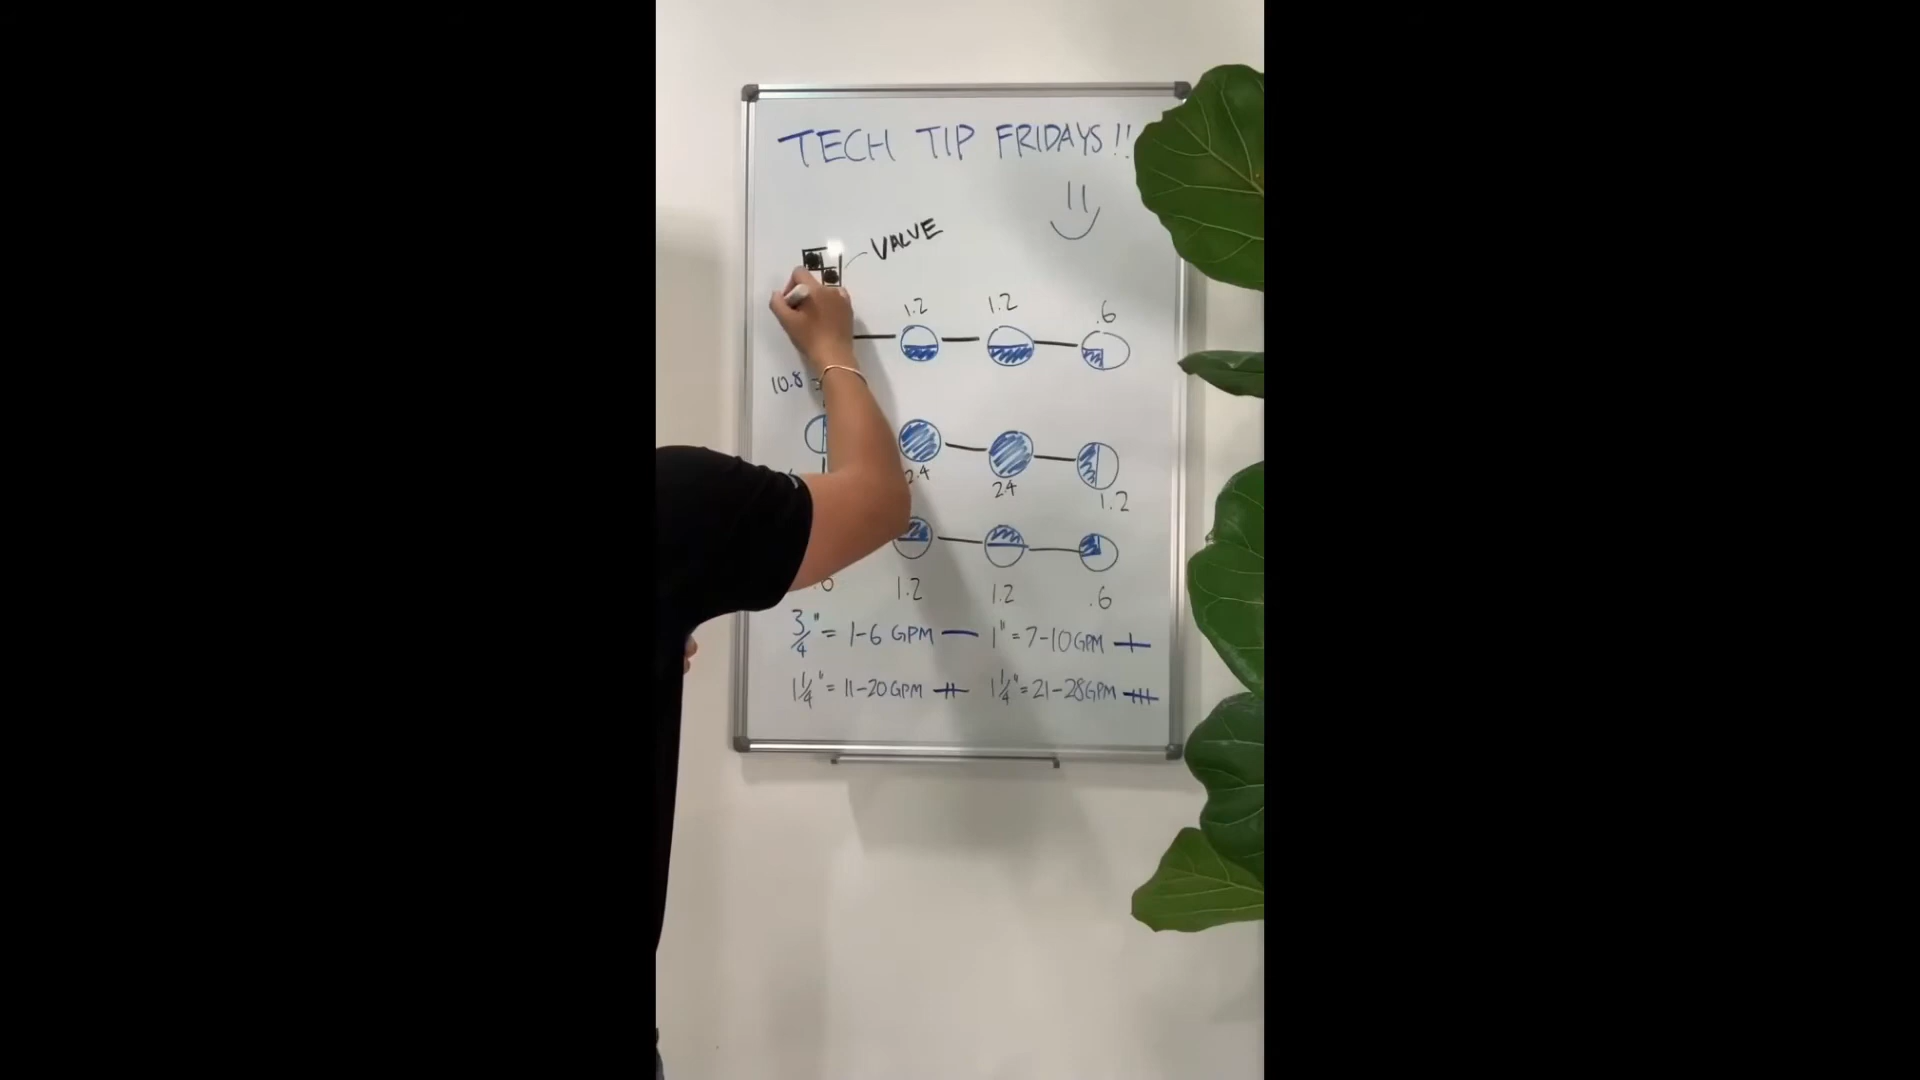 TECH TIP FRIDAYS!!
VALVE
1.2 1.2 .6
10.8
2.4 2.4 1.2
1.2 1.2 .6
3/4" = 1-6 GPM 1" = 7-10 GPM
1 1/4" = 11-20 GPM 1 1/4" = 21-28 GPM